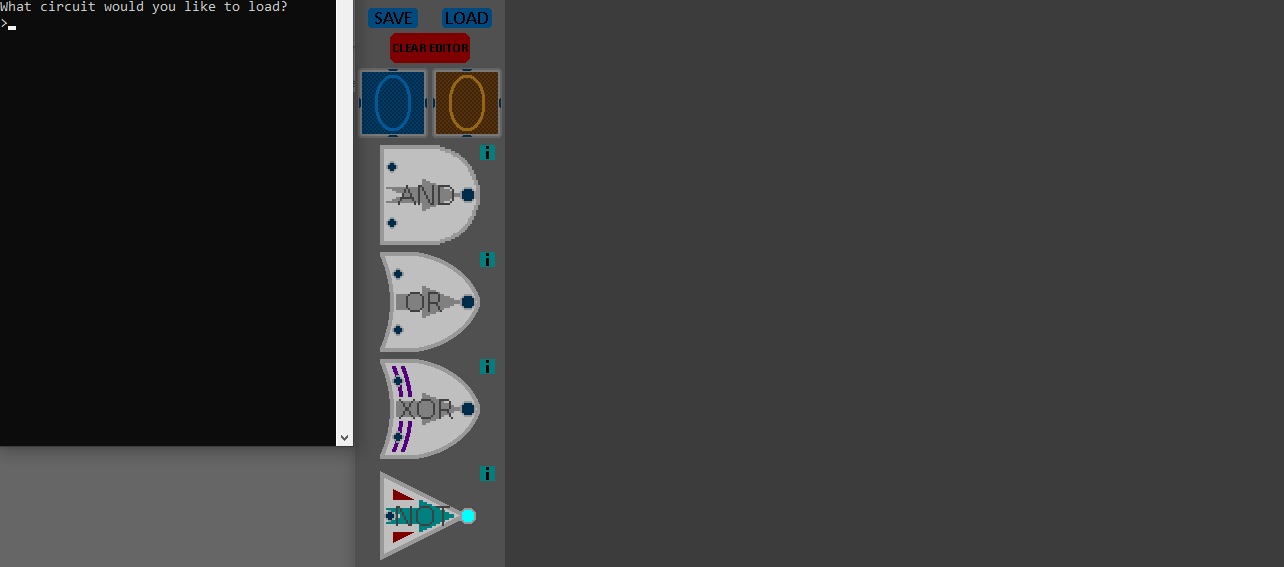 What circuit would you like to load?
>
SAVE LOAD
CLEAR EDITOR
0 0
i
AND
i
OR
i
XOR
i
NOT